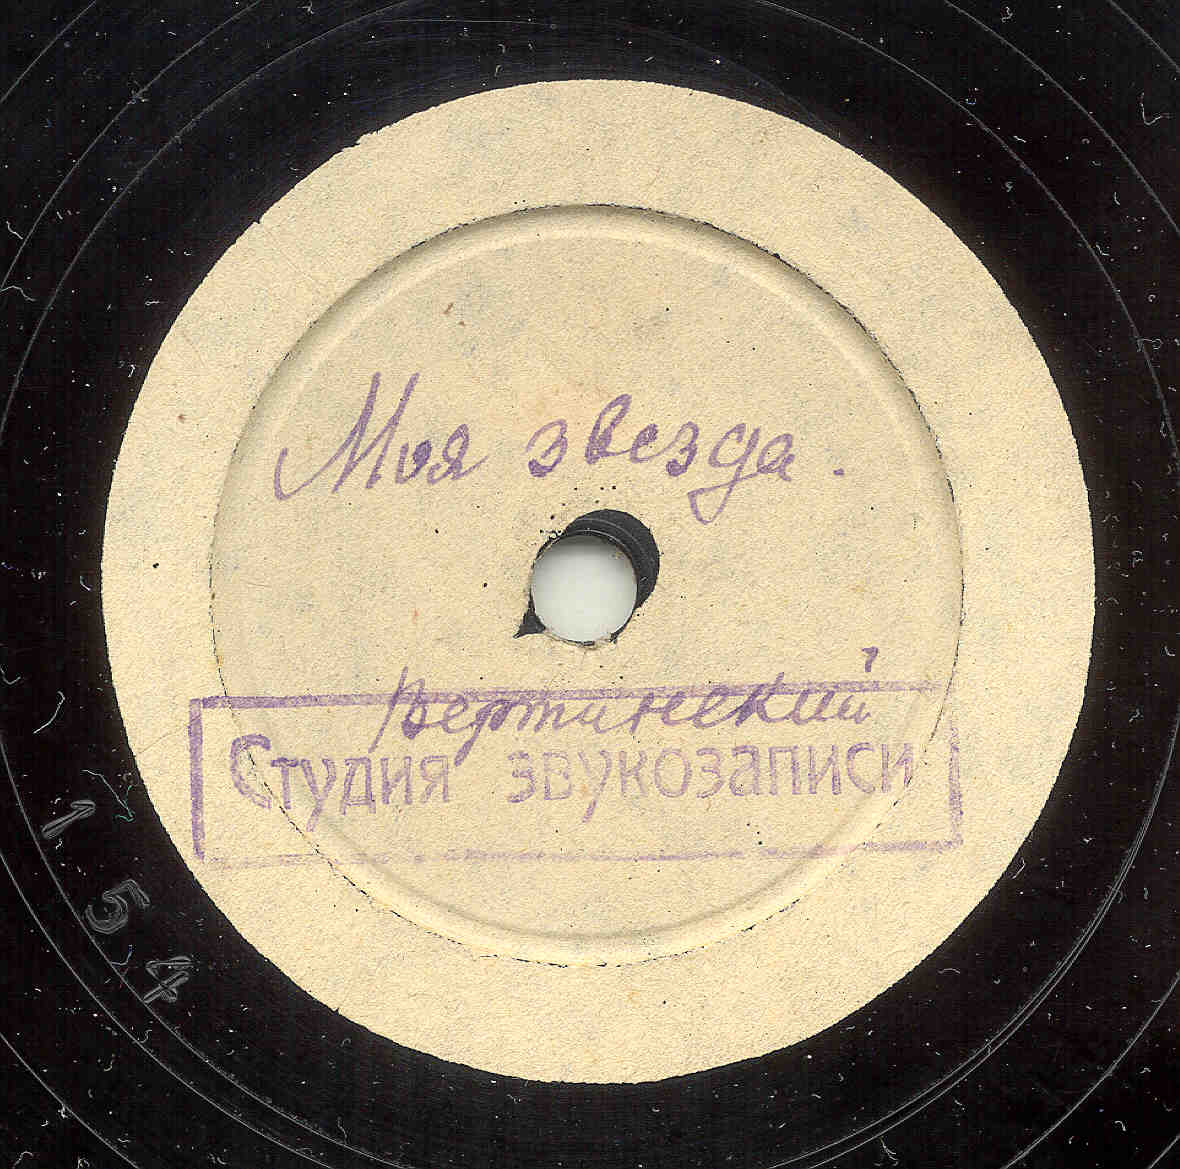 Моя звезда.
Вертинский
Студия звукозаписи
154